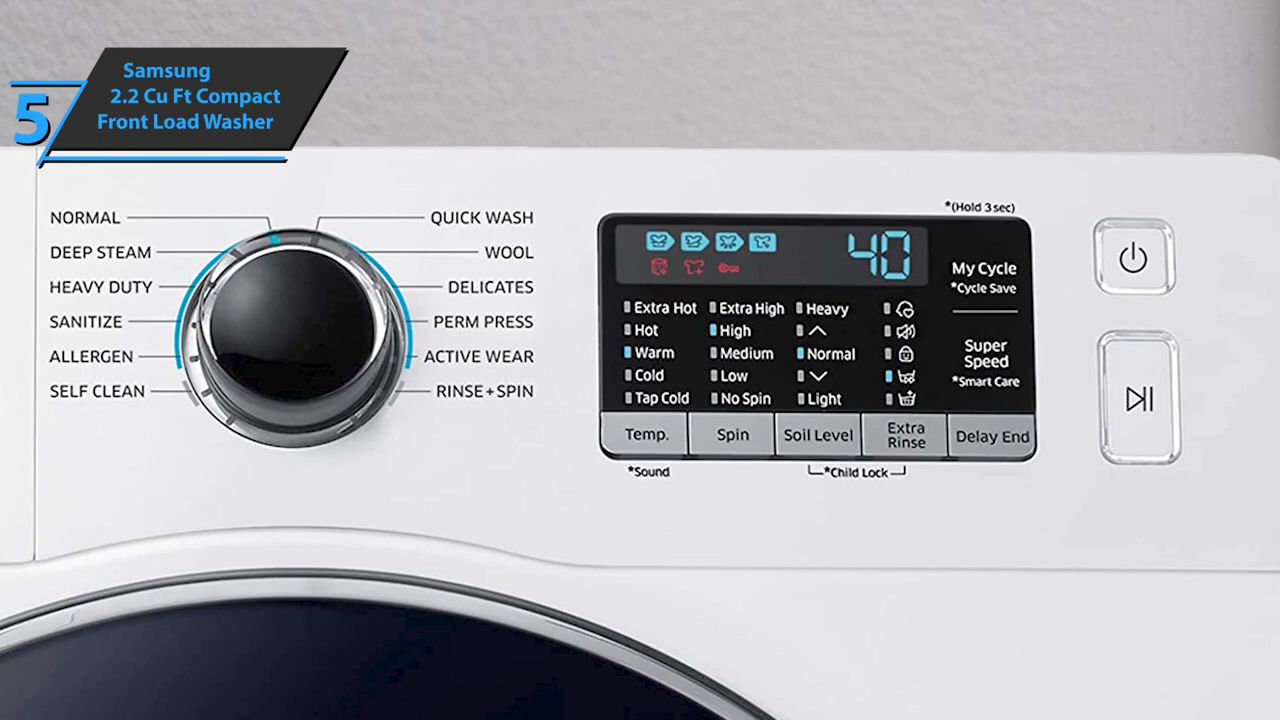 5
Samsung
2.2 Cu Ft Compact
Front Load Washer
NORMAL
DEEP STEAM
HEAVY DUTY
SANITIZE
ALLERGEN
SELF CLEAN
QUICK WASH
WOOL
DELICATES
PERM PRESS
ACTIVE WEAR
RINSE+SPIN
*(Hold 3 sec)
40
Extra Hot
Hot
Warm
Cold
Tap Cold
Extra High
High
Medium
Low
No Spin
Heavy
Normal
Light
My Cycle
*Cycle Save
Super
Speed
*Smart Care
Temp.
Spin
Soil Level
Extra
Rinse
Delay End
*Sound
*Child Lock